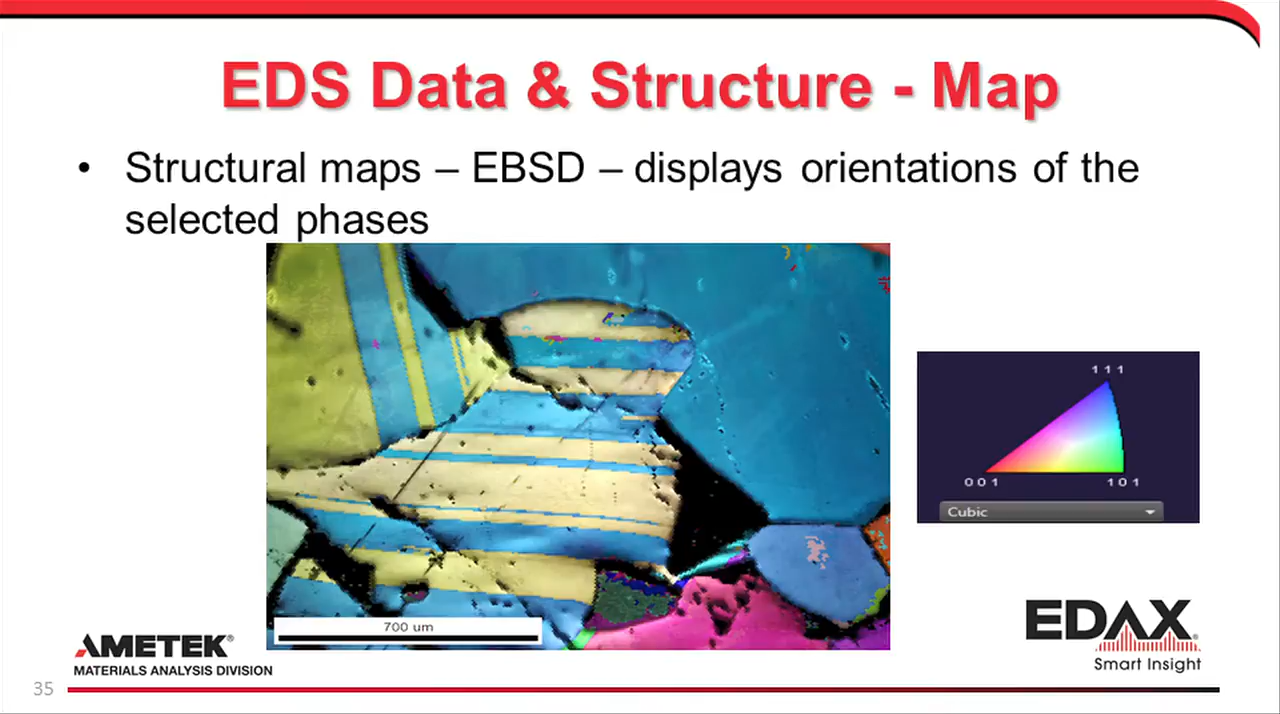 EDS Data & Structure - Map
• Structural maps – EBSD – displays orientations of the
selected phases
111
001
101
Cubic
700 um
AMETEK®
MATERIALS ANALYSIS DIVISION
EDAX®
Smart Insight
35